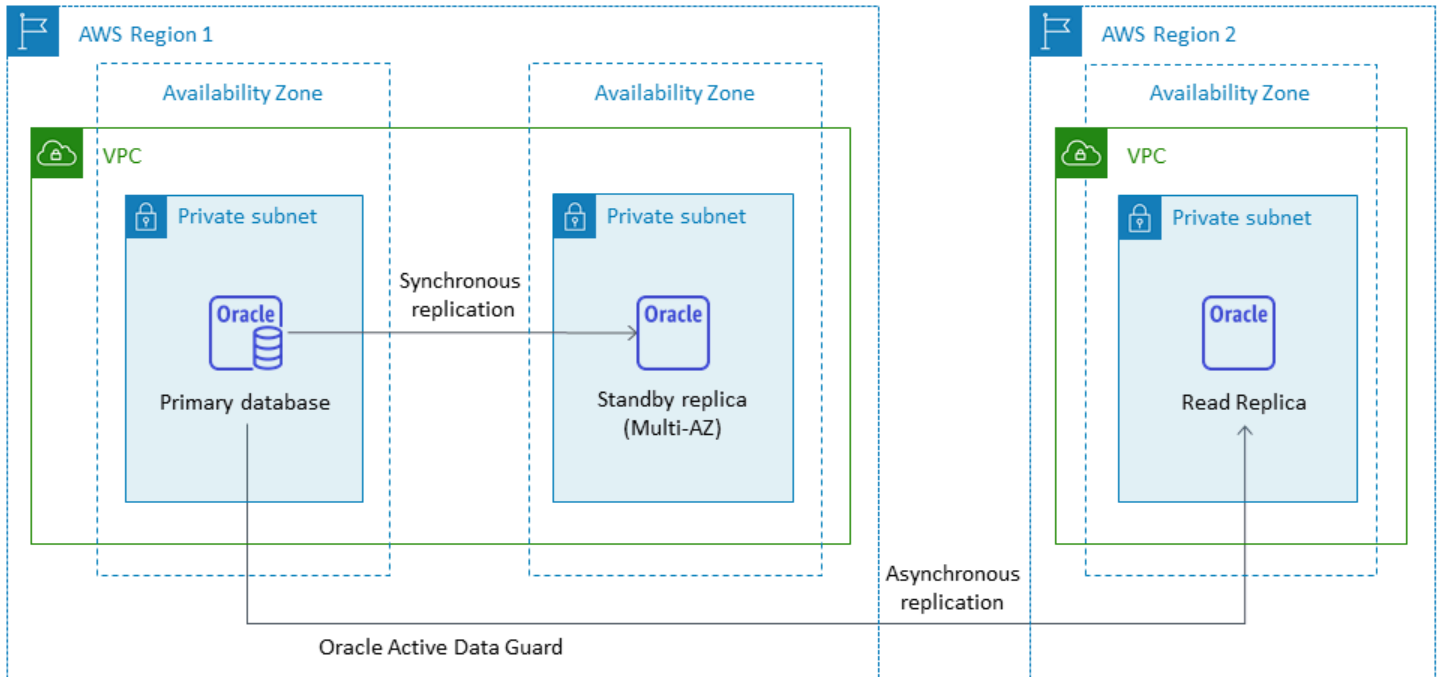 AWS Region 1
AWS Region 2
Availability Zone
Availability Zone
Availability Zone
VPC
VPC
Private subnet
Private subnet
Private subnet
Synchronous
replication
Oracle
Oracle
Oracle
Primary database
Standby replica
(Multi-AZ)
Read Replica
Asynchronous
replication
Oracle Active Data Guard